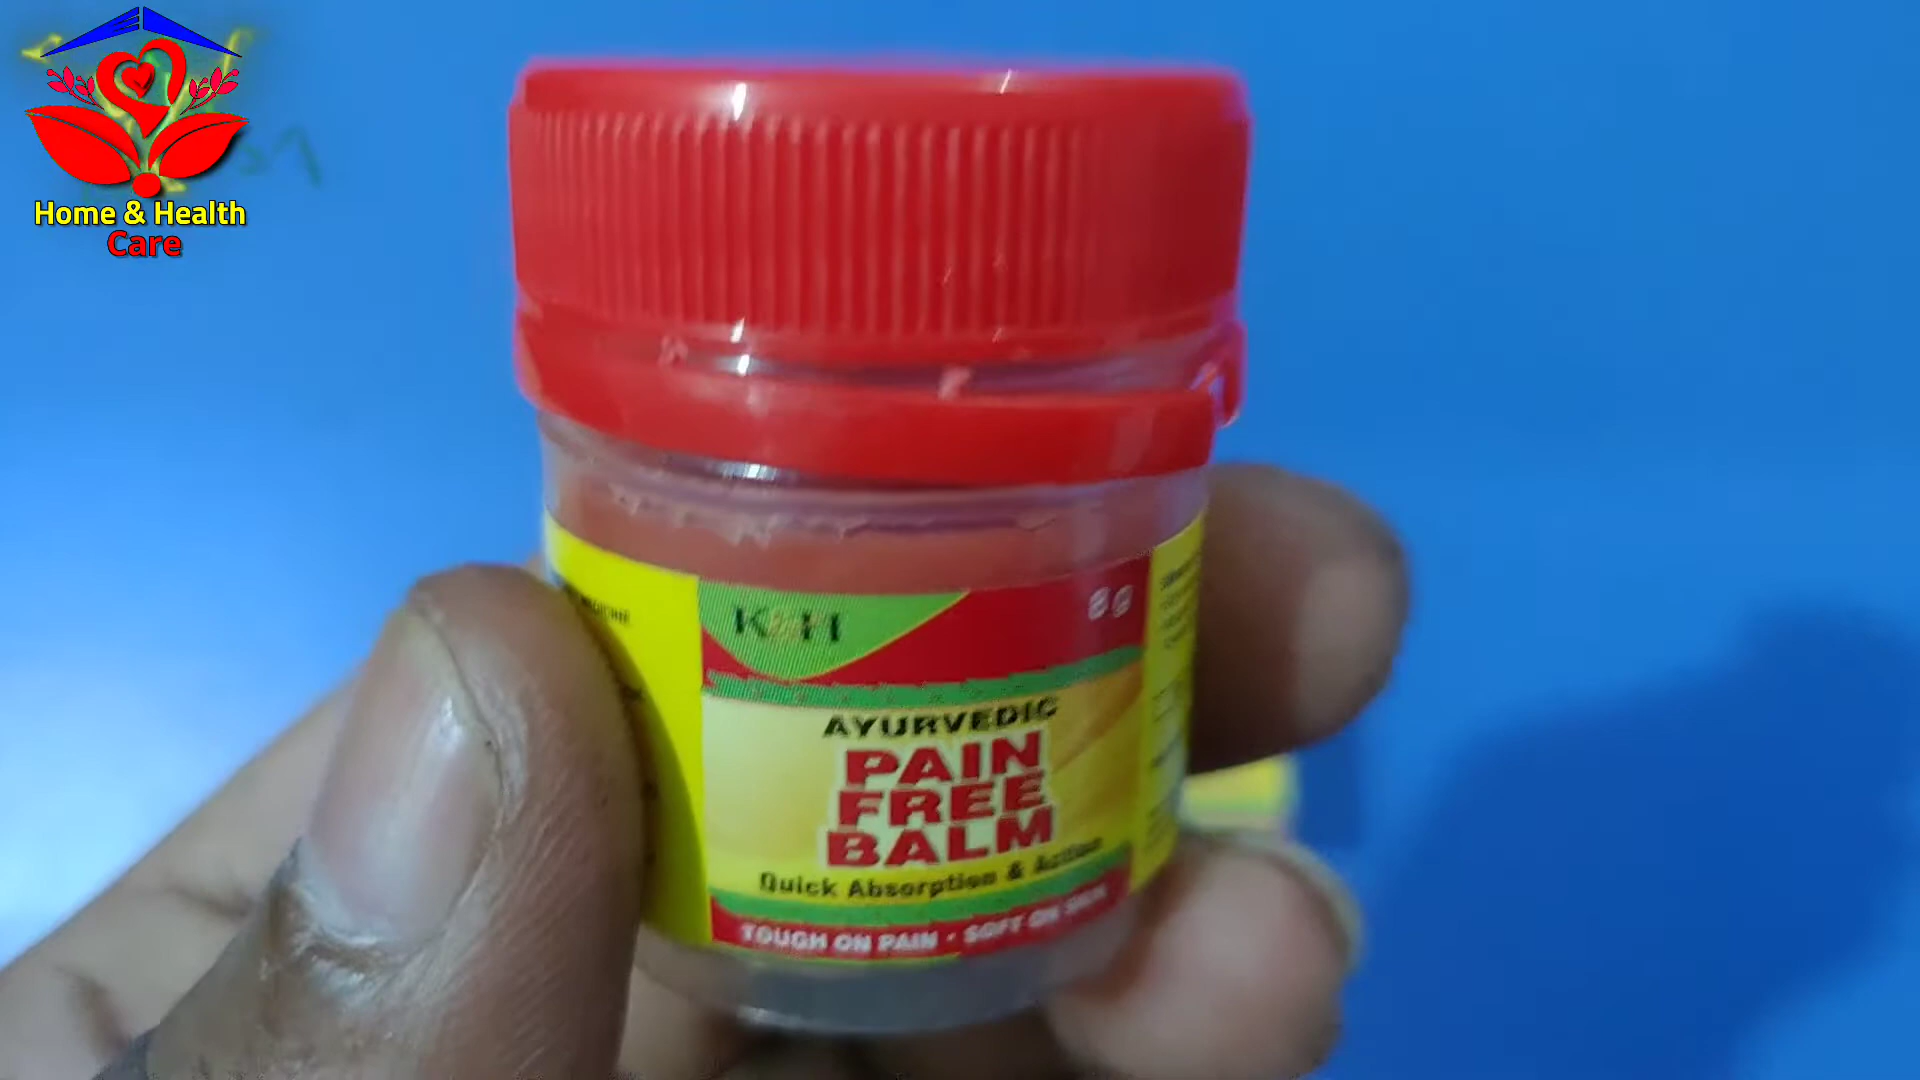 Home & Health
Care
8g
AYURVEDIC
PAIN
FREE
BALM
Quick Absorption & Action
TOUGH ON PAIN · SOFT ON SKIN